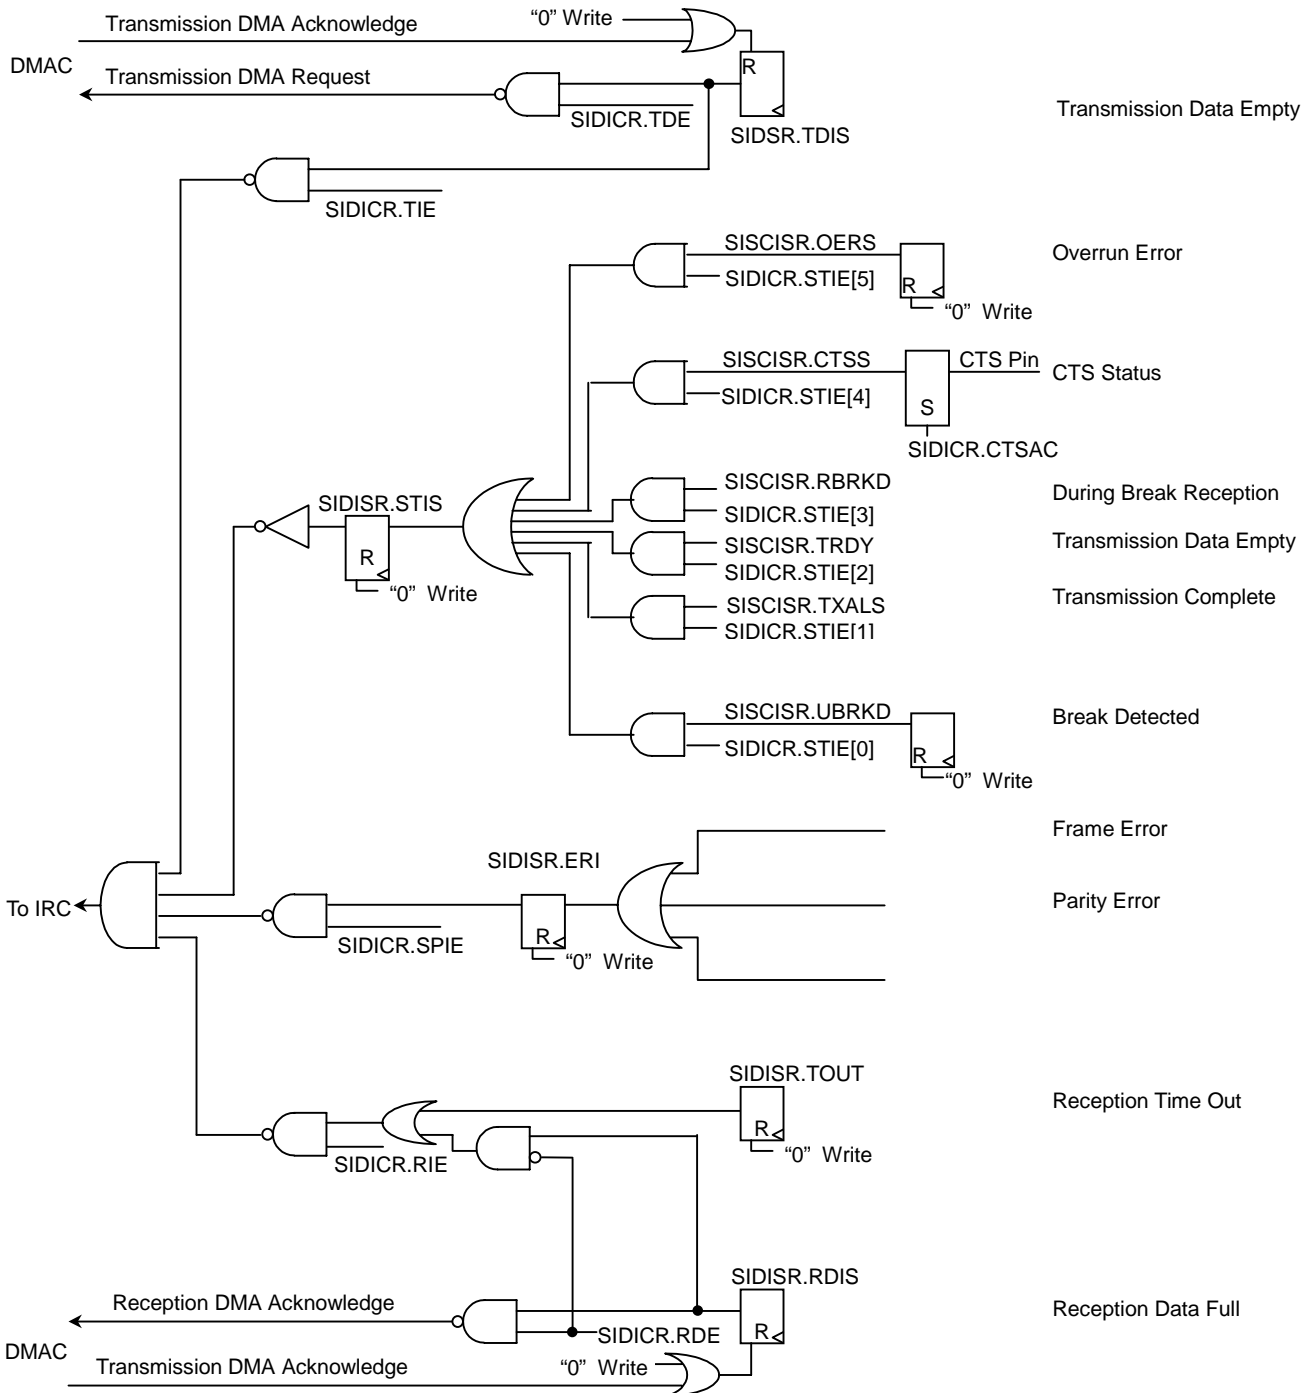 Transmission DMA Acknowledge
“0” Write
DMAC
Transmission DMA Request
R
SIDICR.TDE
SIDSR.TDIS
Transmission Data Empty
SIDICR.TIE
SISCISR.OERS
Overrun Error
SIDICR.STIE[5]
R
“0” Write
SISCISR.CTSS
CTS Pin
CTS Status
SIDICR.STIE[4]
S
SIDICR.CTSAC
SIDISR.STIS
SISCISR.RBRKD
During Break Reception
SIDICR.STIE[3]
SISCISR.TRDY
Transmission Data Empty
R
SIDICR.STIE[2]
“0” Write
SISCISR.TXALS
Transmission Complete
SIDICR.STIE[1]
SISCISR.UBRKD
Break Detected
SIDICR.STIE[0]
R
“0” Write
Frame Error
SIDISR.ERI
To IRC
Parity Error
SIDICR.SPIE
R
“0” Write
SIDISR.TOUT
Reception Time Out
R
“0” Write
SIDICR.RIE
SIDISR.RDIS
Reception DMA Acknowledge
Reception Data Full
SIDICR.RDE
R
DMAC
Transmission DMA Acknowledge
“0” Write